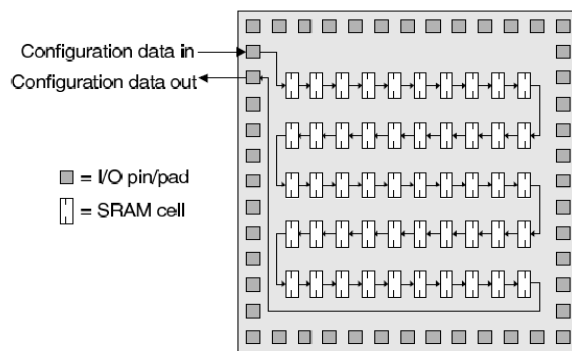 Configuration data in
Configuration data out
= I/O pin/pad
= SRAM cell